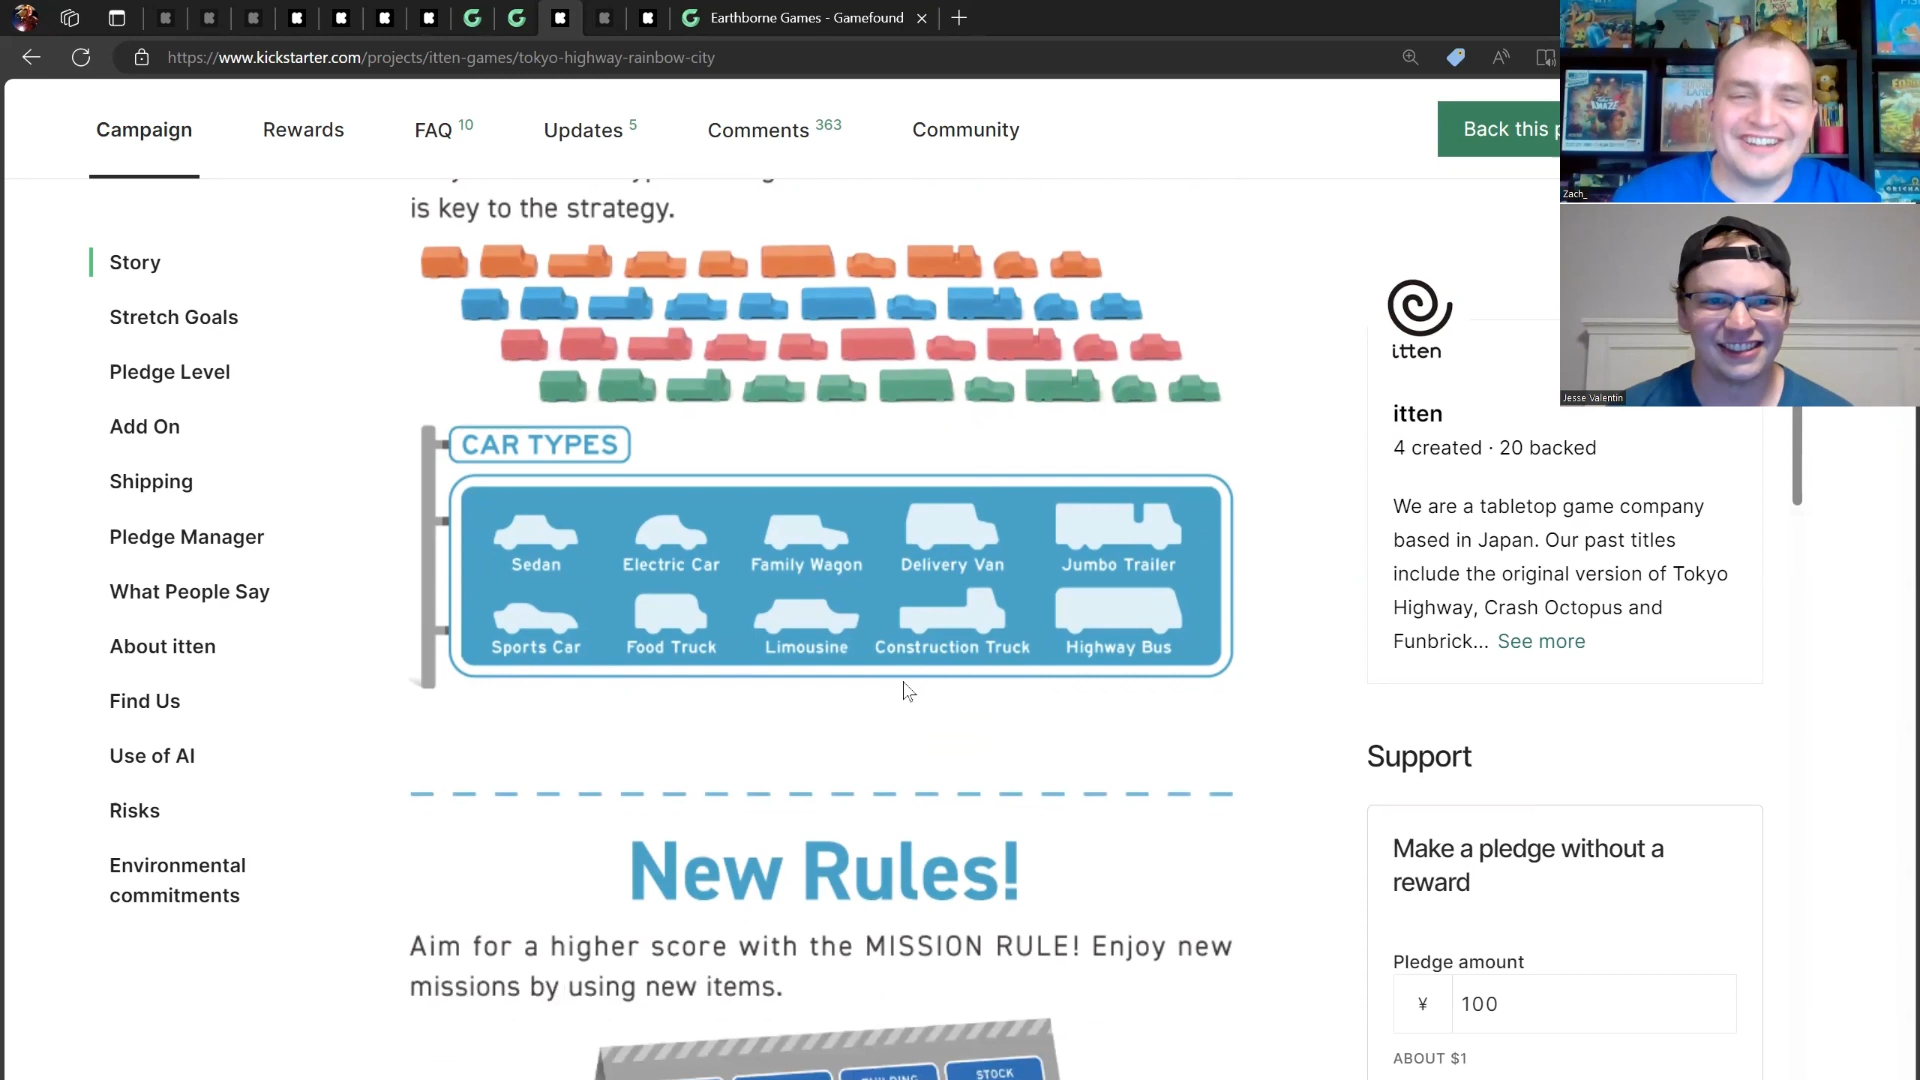 Earthborne Games - Gamefound
https://www.kickstarter.com/projects/itten-games/tokyo-highway-rainbow-city
Campaign
Rewards
FAQ 10
Updates 5
Comments 363
Community
Back this
Zach_
Jesse Valentin
Story
Stretch Goals
Pledge Level
Add On
Shipping
Pledge Manager
What People Say
About itten
Find Us
Use of AI
Risks
Environmental
commitments
is key to the strategy.
CAR TYPES
Sedan
Electric Car
Family Wagon
Delivery Van
Jumbo Trailer
Sports Car
Food Truck
Limousine
Construction Truck
Highway Bus
New Rules!
Aim for a higher score with the MISSION RULE! Enjoy new
missions by using new items.
BUILDING
STOCK
itten
itten
4 created · 20 backed
We are a tabletop game company
based in Japan. Our past titles
include the original version of Tokyo
Highway, Crash Octopus and
Funbrick... See more
Support
Make a pledge without a
reward
Pledge amount
¥ 100
ABOUT $1